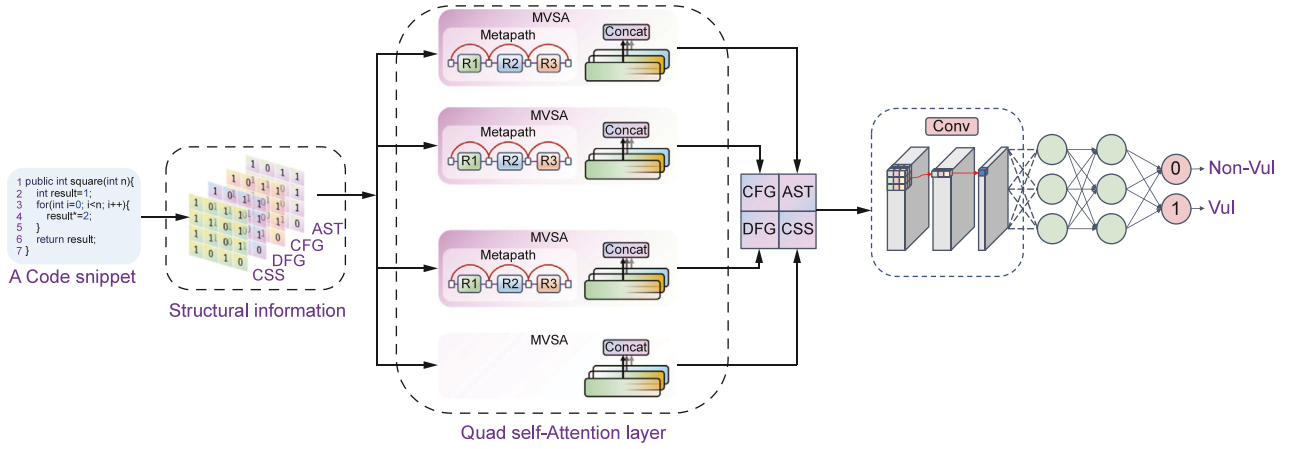 1 public int square(int n){
2 int result=1;
3 for(int i=0; i<n; i++){
4 result*=2;
5 }
6 return result;
7 }
A Code snippet
AST
CFG
DFG
CSS
Structural information
MVSA
Metapath
R1 R2 R3
Concat
MVSA
Metapath
R1 R2 R3
Concat
MVSA
Metapath
R1 R2 R3
Concat
MVSA
Concat
Quad self-Attention layer
CFG AST
DFG CSS
Conv
0 Non-Vul
1 Vul